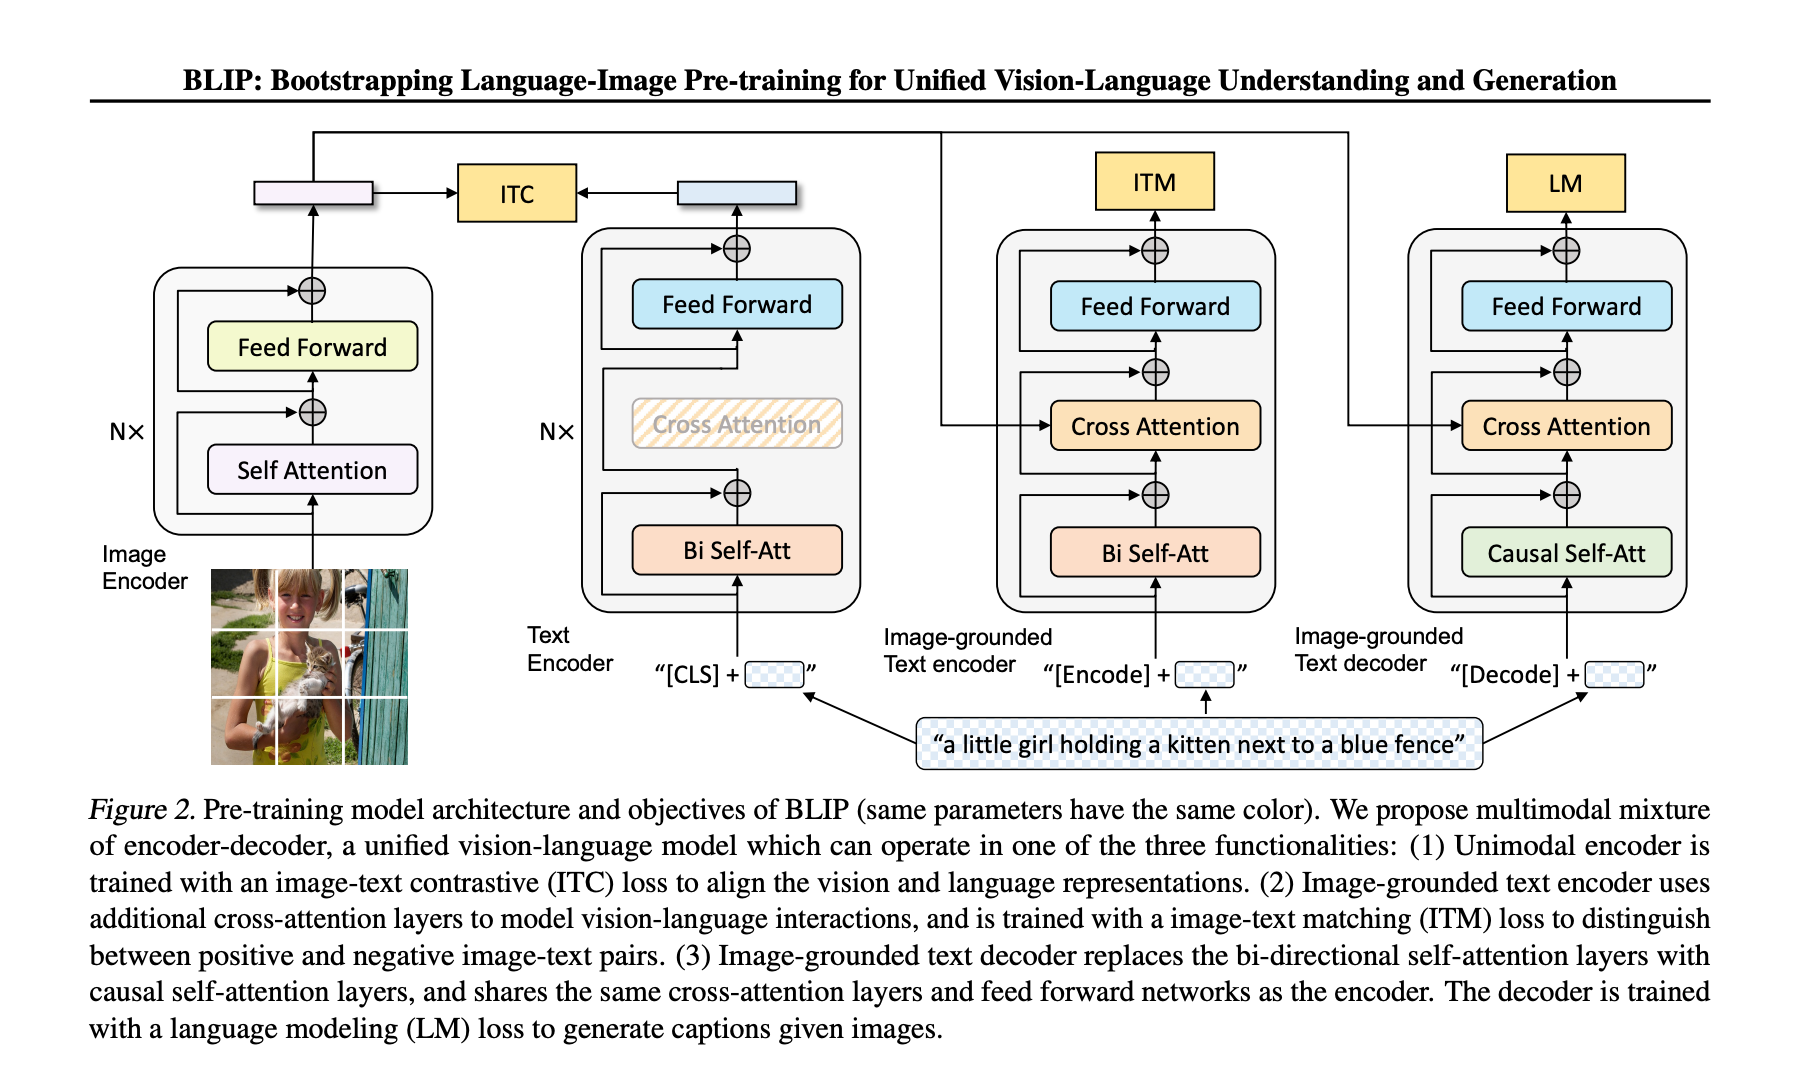 BLIP: Bootstrapping Language-Image Pre-training for Unified Vision-Language Understanding and Generation
ITC
ITM
LM
Feed Forward
Self Attention
N×
Image
Encoder
Feed Forward
Cross Attention
Bi Self-Att
N×
Text
Encoder
“[CLS] + ”
Feed Forward
Cross Attention
Bi Self-Att
Image-grounded
Text encoder
“[Encode] + ”
Feed Forward
Cross Attention
Causal Self-Att
Image-grounded
Text decoder
“[Decode] + ”
“a little girl holding a kitten next to a blue fence”
Figure 2. Pre-training model architecture and objectives of BLIP (same parameters have the same color). We propose multimodal mixture
of encoder-decoder, a unified vision-language model which can operate in one of the three functionalities: (1) Unimodal encoder is
trained with an image-text contrastive (ITC) loss to align the vision and language representations. (2) Image-grounded text encoder uses
additional cross-attention layers to model vision-language interactions, and is trained with a image-text matching (ITM) loss to distinguish
between positive and negative image-text pairs. (3) Image-grounded text decoder replaces the bi-directional self-attention layers with
causal self-attention layers, and shares the same cross-attention layers and feed forward networks as the encoder. The decoder is trained
with a language modeling (LM) loss to generate captions given images.